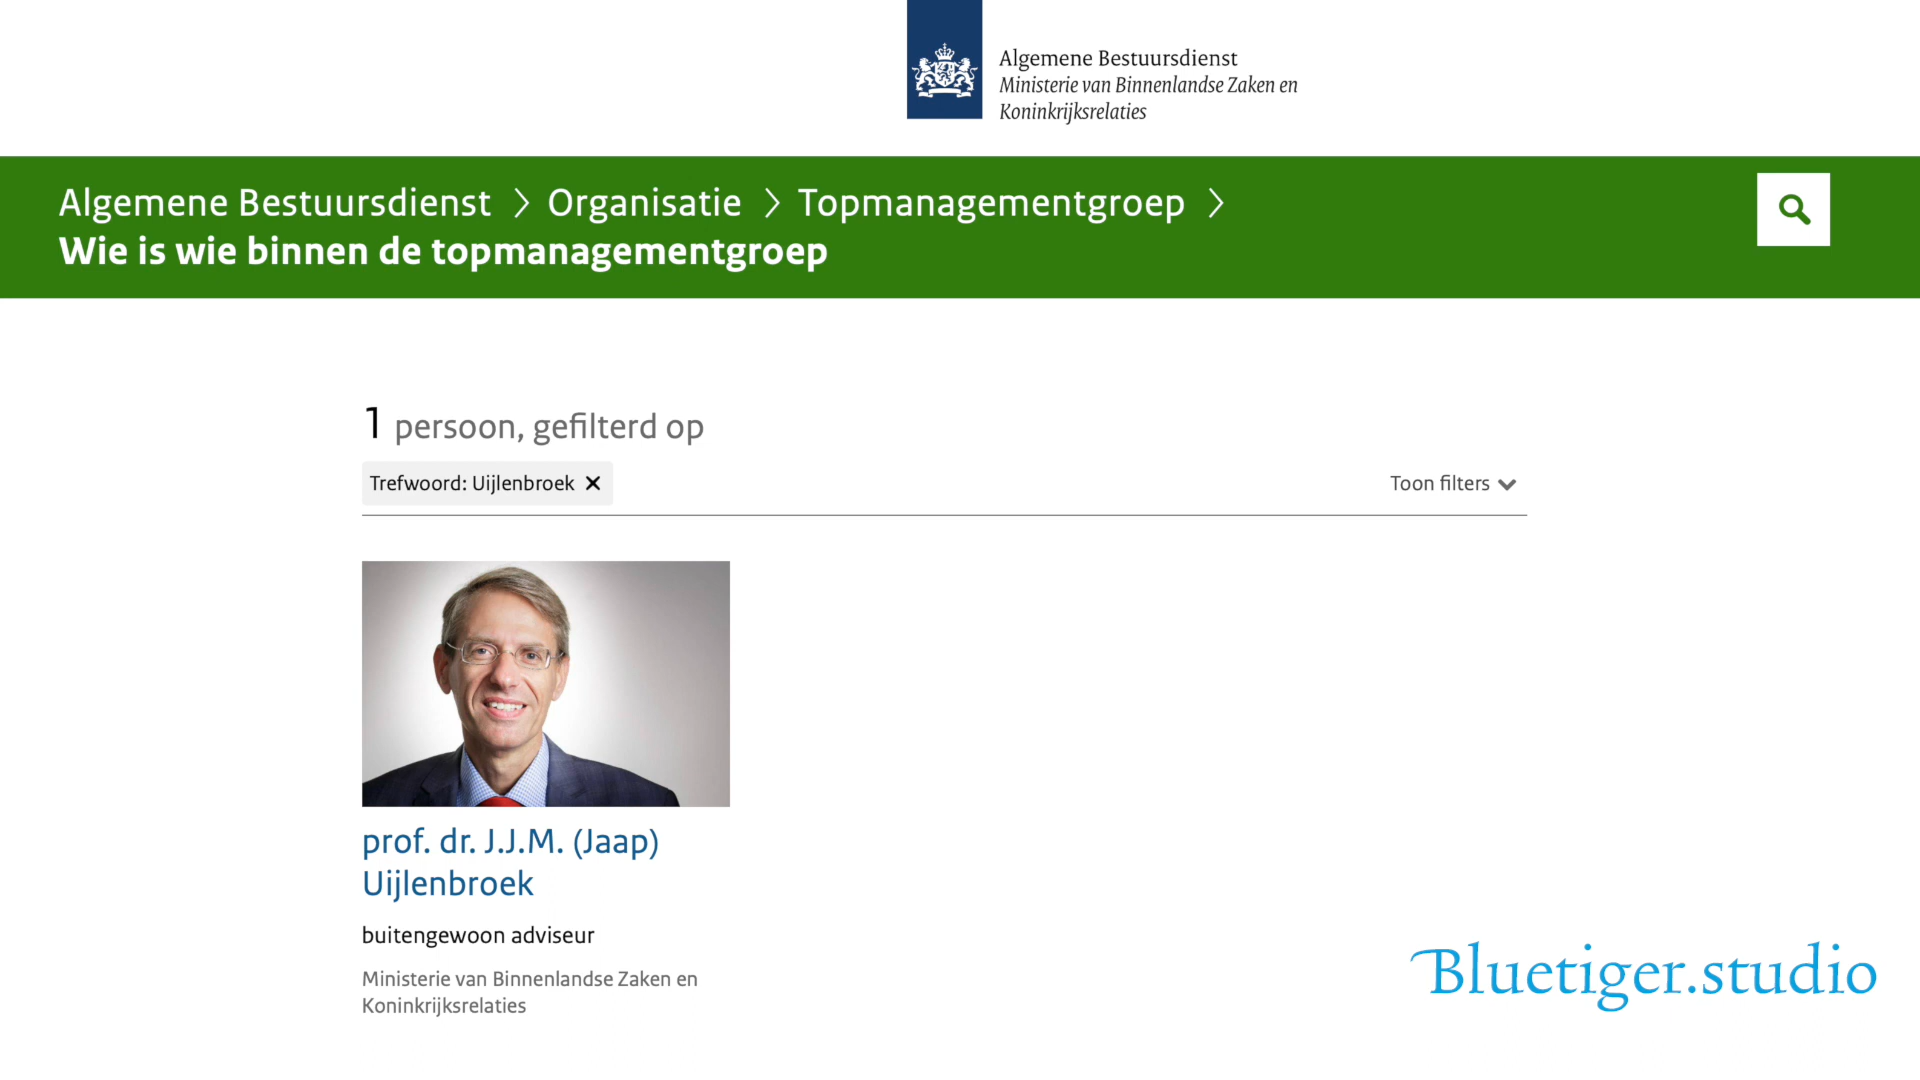 Algemene Bestuursdienst
Ministerie van Binnenlandse Zaken en
Koninkrijksrelaties
Algemene Bestuursdienst > Organisatie > Topmanagementgroep >
Wie is wie binnen de topmanagementgroep
1 persoon, gefilterd op
Trefwoord: Uijlenbroek ✕
Toon filters
prof. dr. J.J.M. (Jaap)
Uijlenbroek
buitengewoon adviseur
Ministerie van Binnenlandse Zaken en
Koninkrijksrelaties
Bluetiger.studio